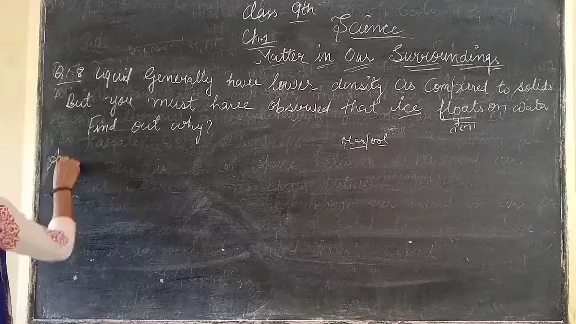 Class 9th
Science
Ch-1
Matter in Our Surroundings
Q.:-8 Liquid Generally have lower density as compared to solids
But you must have observed that ice floats on water
Find out why?